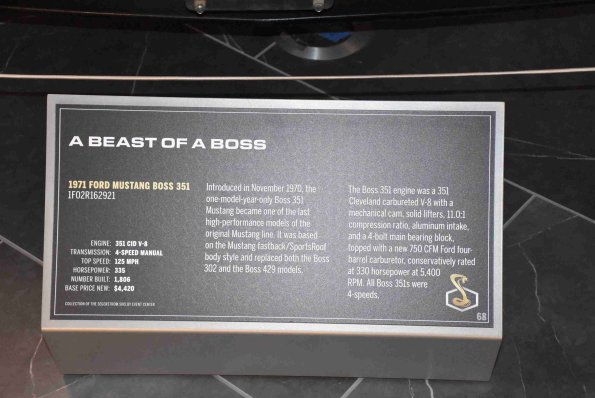 A BEAST OF A BOSS
1971 FORD MUSTANG BOSS 351
1F02R162921
ENGINE: 351 CID V-8
TRANSMISSION: 4-SPEED MANUAL
TOP SPEED: 125 MPH
HORSEPOWER: 335
NUMBER BUILT: 1,806
BASE PRICE NEW: $4,420
COLLECTION OF THE
BY EVENT CENTER
Introduced in November 1970, the
one-model-year-only Boss 351
Mustang became one of the last
high-performance models of the
original Mustang line. It was based
on the Mustang fastback/SportsRoof
body style and replaced both the Boss
302 and the Boss 429 models.
The Boss 351 engine was a 351
Cleveland carbureted V-8 with a
mechanical cam, solid lifters, 11.0:1
compression ratio, aluminum intake,
and a 4-bolt main bearing block,
topped with a new 750 CFM Ford four-
barrel carburetor, conservatively rated
at 330 horsepower at 5,400
RPM. All Boss 351s were
4-speeds.
68